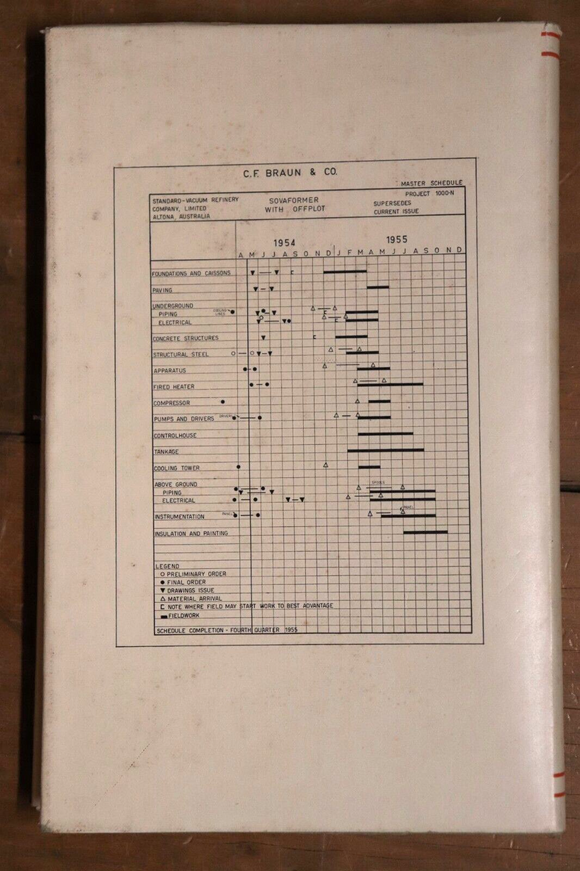 C.F. BRAUN & CO.
MASTER SCHEDULE
STANDARD-VACUUM REFINERY
COMPANY, LIMITED
ALTONA, AUSTRALIA
SOVAFORMER
WITH OFFPLOT
PROJECT 1000-N
SUPERSEDES
CURRENT ISSUE
1954 1955
A M J J A S O N D J F M A M J J A S O N D
FOUNDATIONS AND CAISSONS
PAVING
UNDERGROUND
PIPING
ELECTRICAL
CONCRETE STRUCTURES
STRUCTURAL STEEL
APPARATUS
FIRED HEATER
COMPRESSOR
PUMPS AND DRIVERS
CONTROLHOUSE
TANKAGE
COOLING TOWER
ABOVE GROUND
PIPING
ELECTRICAL
INSTRUMENTATION
INSULATION AND PAINTING
LEGEND
PRELIMINARY ORDER
FINAL ORDER
DRAWINGS ISSUE
MATERIAL ARRIVAL
C NOTE WHERE FIELD MAY START WORK TO BEST ADVANTAGE
FIELDWORK
SCHEDULE COMPLETION - FOURTH QUARTER 1955